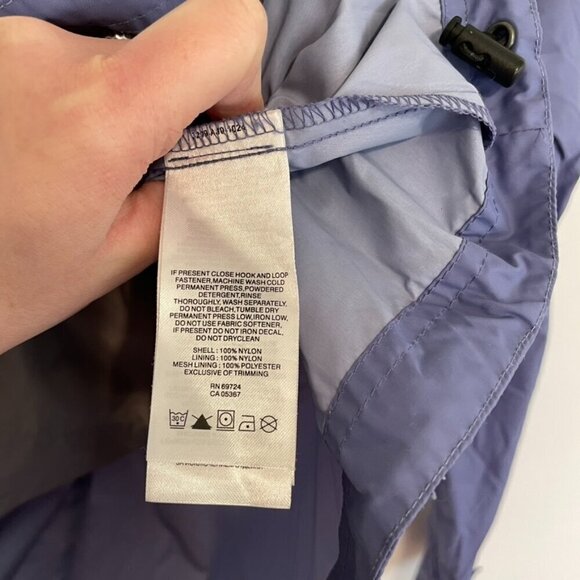 IF PRESENT CLOSE HOOK AND LOOP
FASTENER,MACHINE WASH COLD
PERMANENT PRESS,POWDERED
DETERGENT,RINSE
THOROUGHLY, WASH SEPARATELY.
DO NOT BLEACH,TUMBLE DRY
PERMANENT PRESS LOW,IRON LOW,
DO NOT USE FABRIC SOFTENER,
IF PRESENT DO NOT IRON DECAL.
DO NOT DRYCLEAN
SHELL : 100% NYLON
LINING : 100% NYLON
MESH LINING : 100% POLYESTER
EXCLUSIVE OF TRIMMING
RN 69724
CA 05367
30C